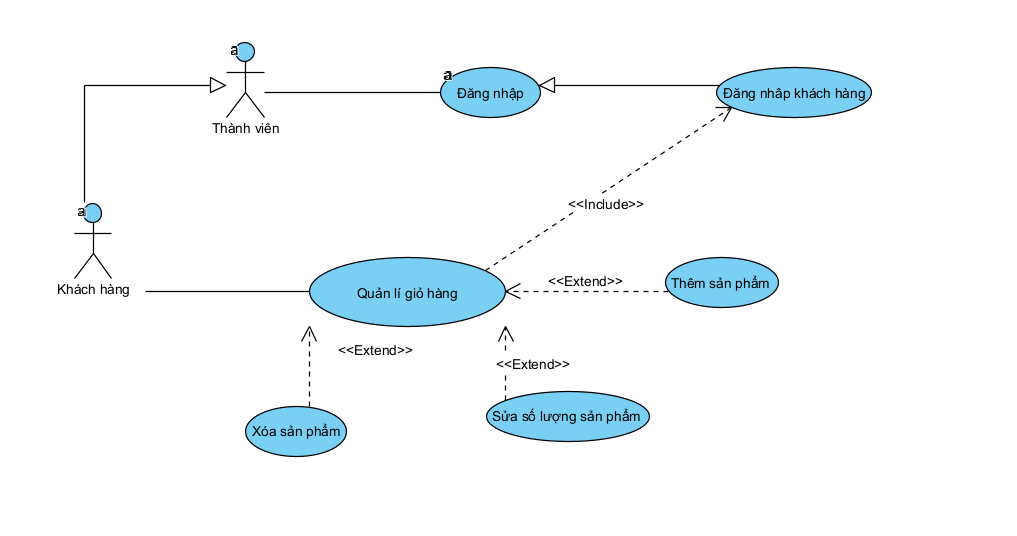 a
a
Đăng nhập
Đăng nhâp khách hàng
Thành viên
<<Include>>
a
Khách hàng
Quản lí giỏ hàng
<<Extend>>
Thêm sản phẩm
<<Extend>>
<<Extend>>
Xóa sản phẩm
Sửa số lượng sản phẩm